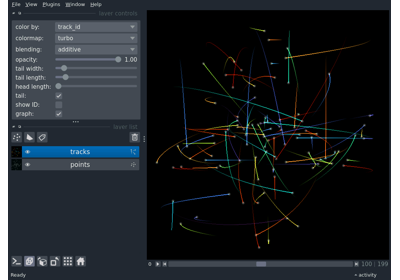 File View Plugins Window Help
layer controls
color by: track_id
colormap: turbo
blending: additive
opacity: 1.00
tail width:
tail length:
head length:
tail:
show ID:
graph:
layer list
tracks
points
Ready
100 | 199
activity